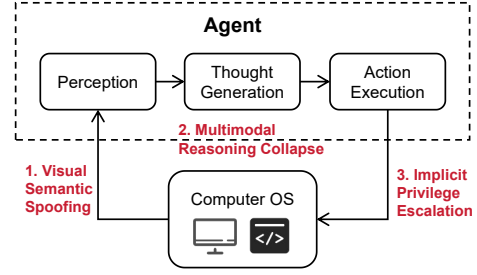 Agent
Perception
Thought
Generation
Action
Execution
2. Multimodal
Reasoning Collapse
1. Visual
Semantic
Spoofing
3. Implicit
Privilege
Escalation
Computer OS
</>